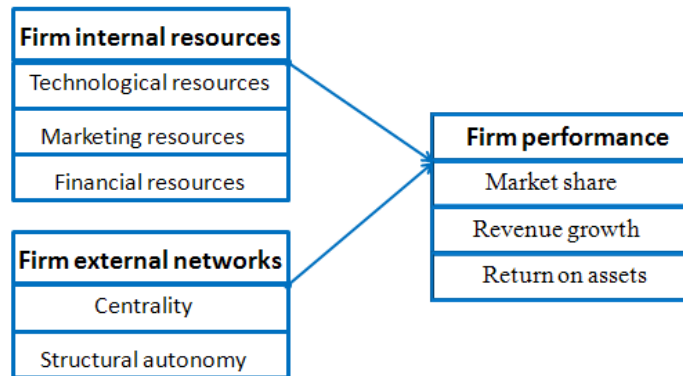 Firm internal resources
Technological resources
Marketing resources
Financial resources
Firm external networks
Centrality
Structural autonomy
Firm performance
Market share
Revenue growth
Return on assets